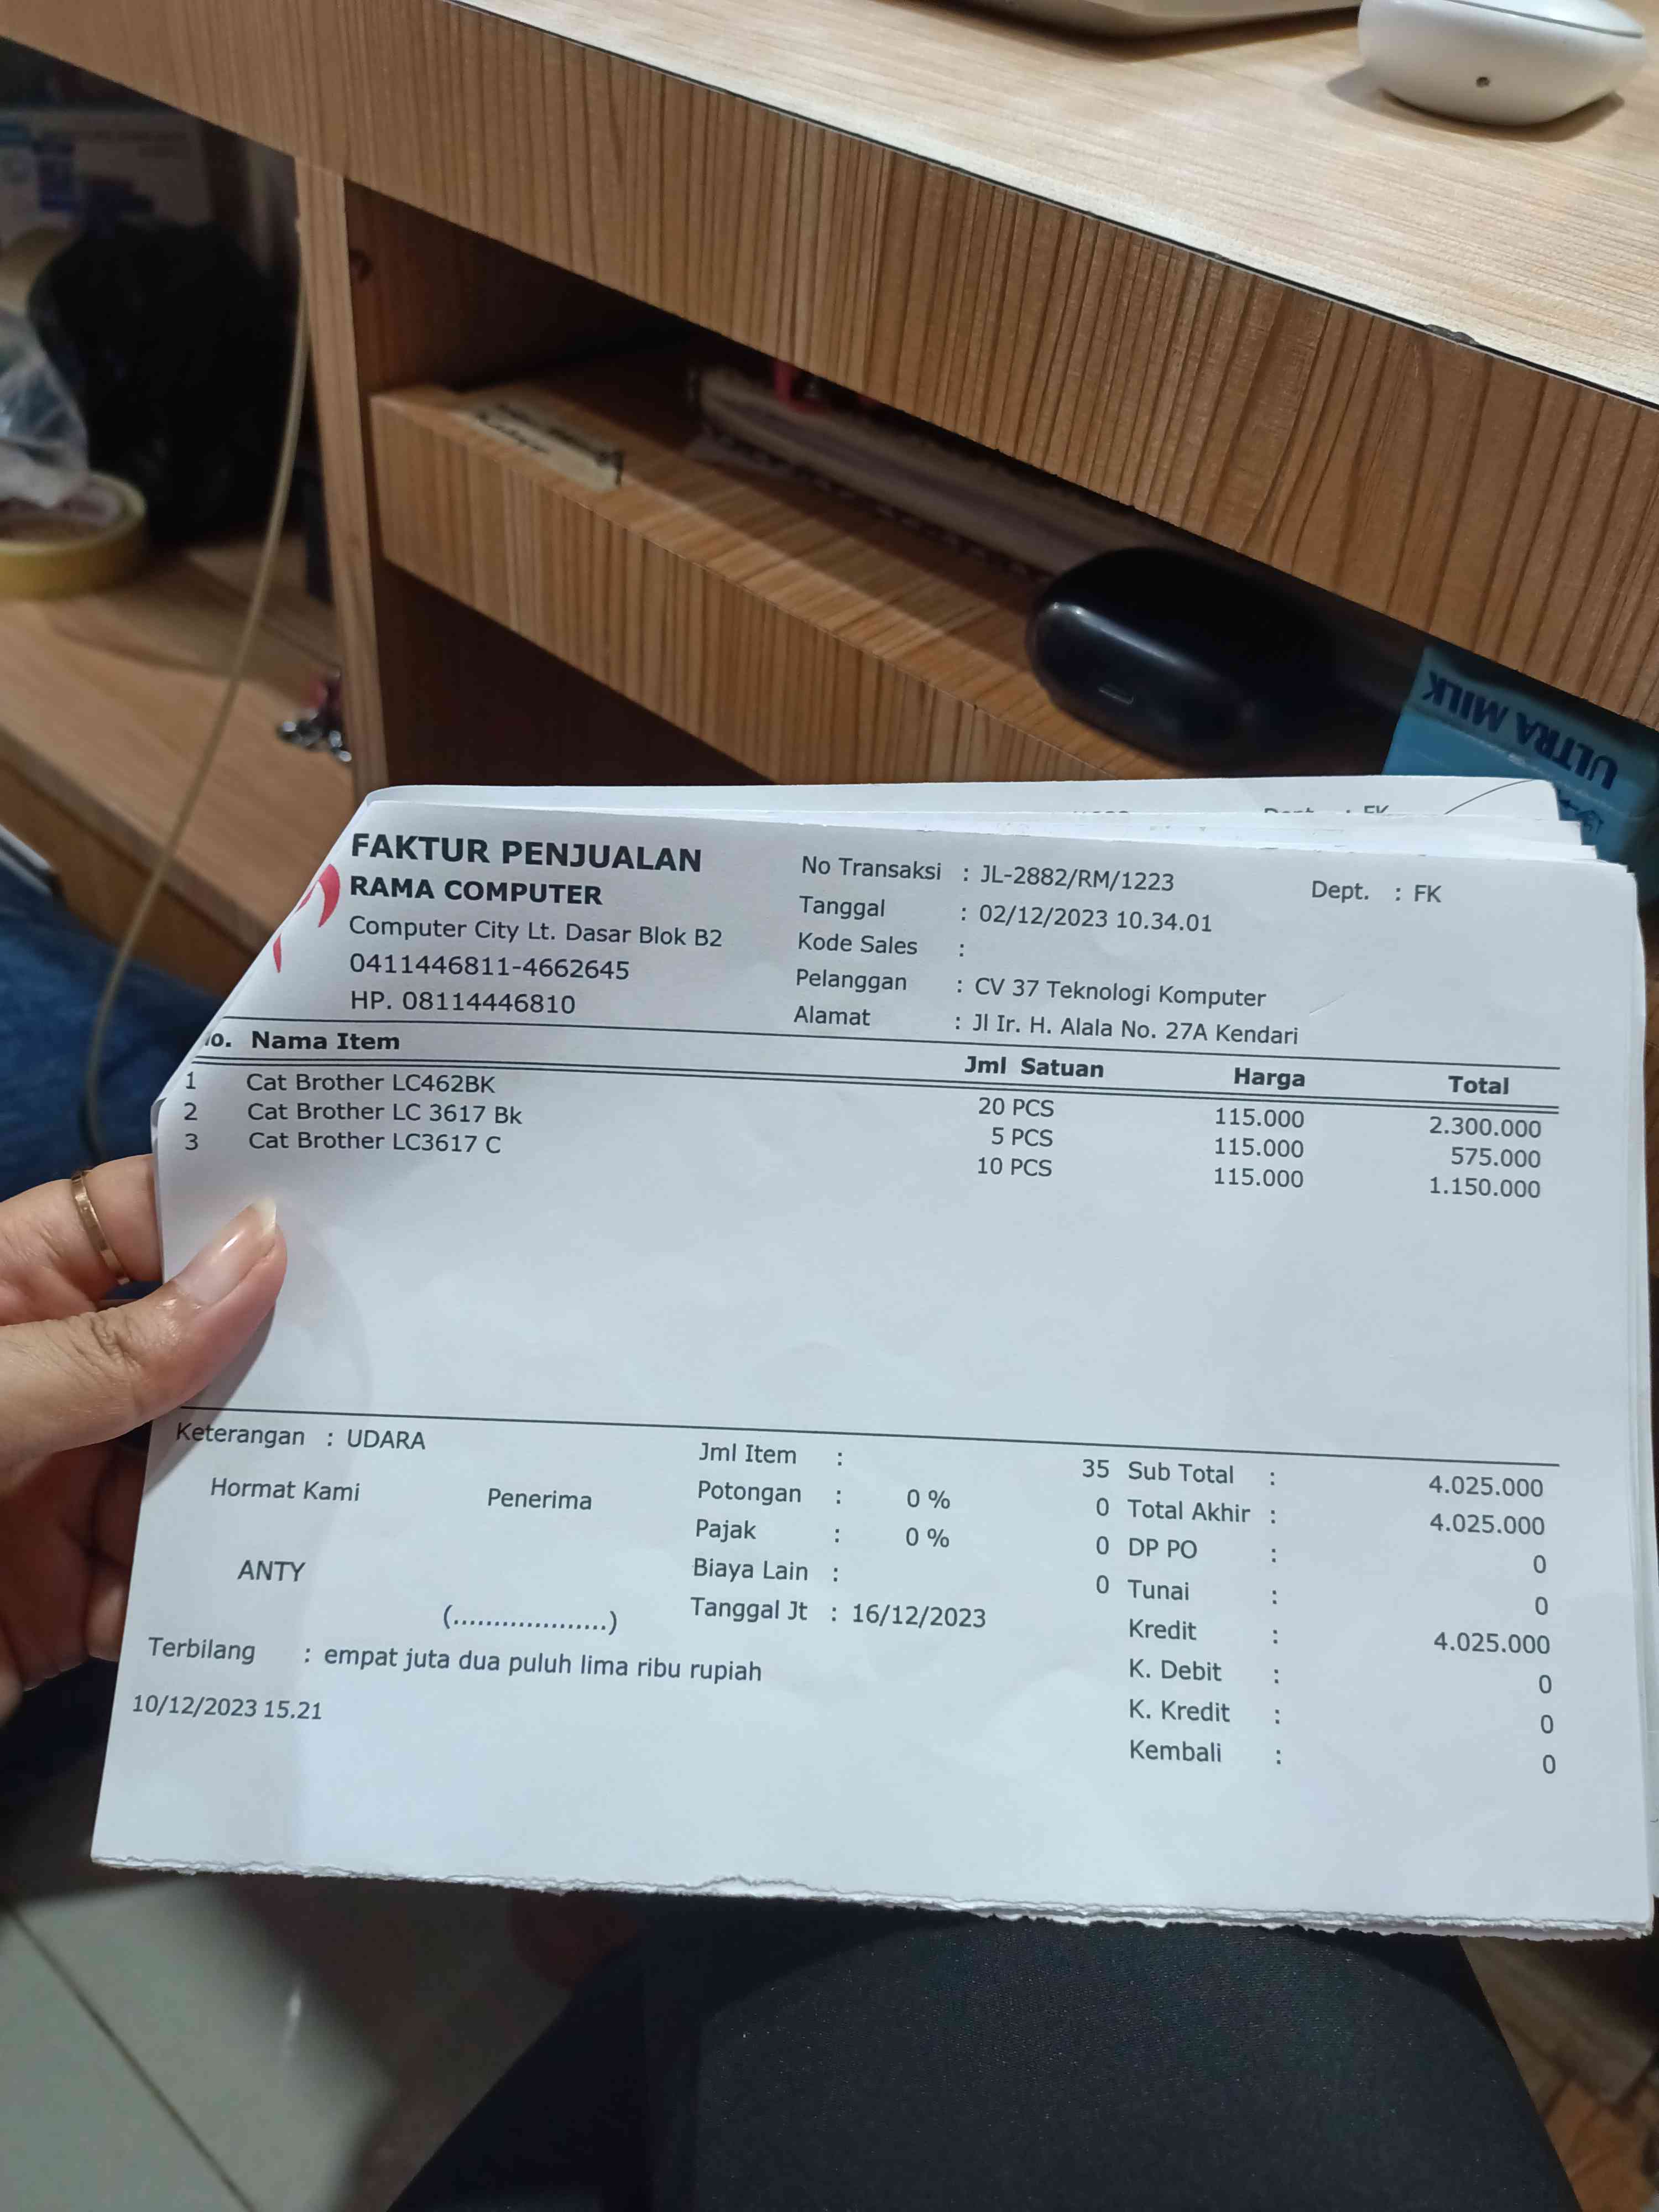 ULTRA MILK
Dept. : FK
FAKTUR PENJUALAN
RAMA COMPUTER
Computer City Lt. Dasar Blok B2
0411446811-4662645
HP. 08114446810
No Transaksi : JL-2882/RM/1223
Dept. : FK
Tanggal : 02/12/2023 10.34.01
Kode Sales :
Pelanggan : CV 37 Teknologi Komputer
Alamat : Jl Ir. H. Alala No. 27A Kendari
o. Nama Item Jml Satuan Harga Total
1 Cat Brother LC462BK 20 PCS 115.000 2.300.000
2 Cat Brother LC 3617 Bk 5 PCS 115.000 575.000
3 Cat Brother LC3617 C 10 PCS 115.000 1.150.000
Keterangan : UDARA
Hormat Kami Penerima
ANTY
(...................)
Terbilang : empat juta dua puluh lima ribu rupiah
10/12/2023 15.21
Jml Item : 35
Potongan : 0 % 0
Pajak : 0 % 0
Biaya Lain : 0
Tanggal Jt : 16/12/2023
Sub Total : 4.025.000
Total Akhir : 4.025.000
DP PO : 0
Tunai : 0
Kredit : 4.025.000
K. Debit : 0
K. Kredit : 0
Kembali : 0